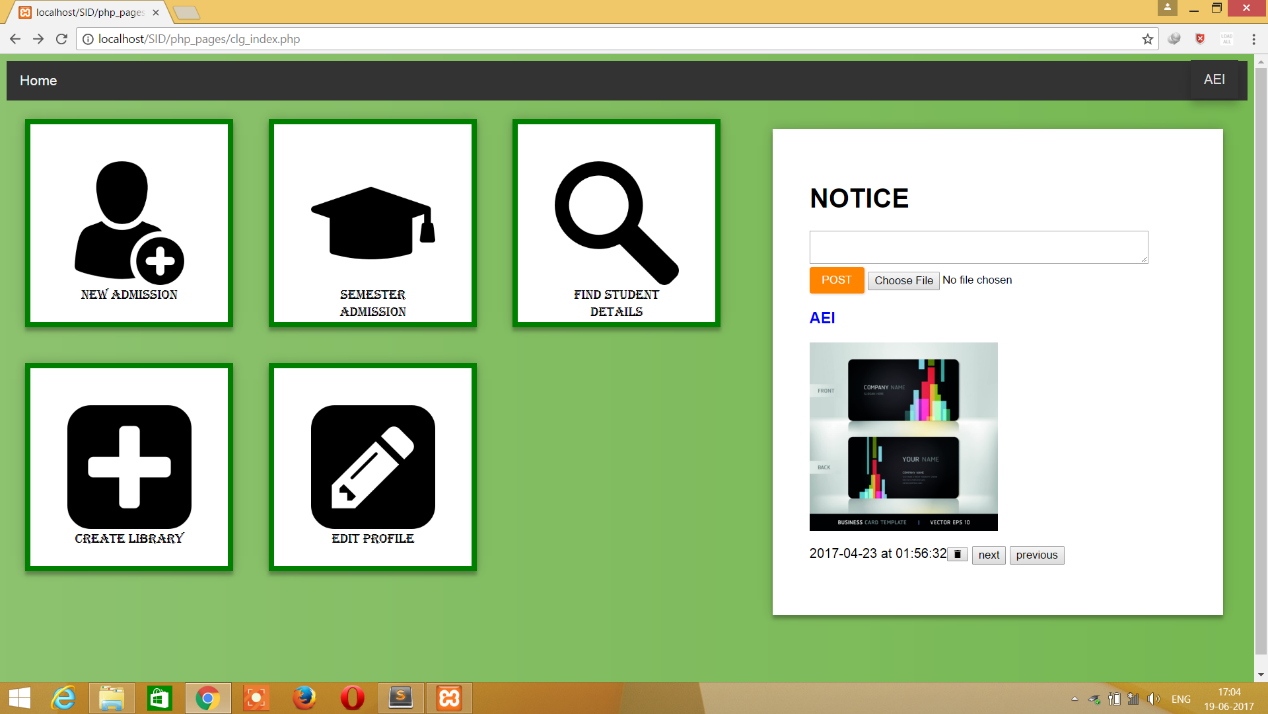 localhost/SID/php_pages
localhost/SID/php_pages/clg_index.php
Home
AEI
NEW ADMISSION
SEMESTER
ADMISSION
FIND STUDENT
DETAILS
CREATE LIBRARY
EDIT PROFILE
NOTICE
POST
Choose File No file chosen
AEI
FRONT
COMPANY NAME
BACK
YOUR NAME
BUSINESS CARD TEMPLATE | VECTOR EPS 10
2017-04-23 at 01:56:32
next
previous
ENG
17:04
19-06-2017